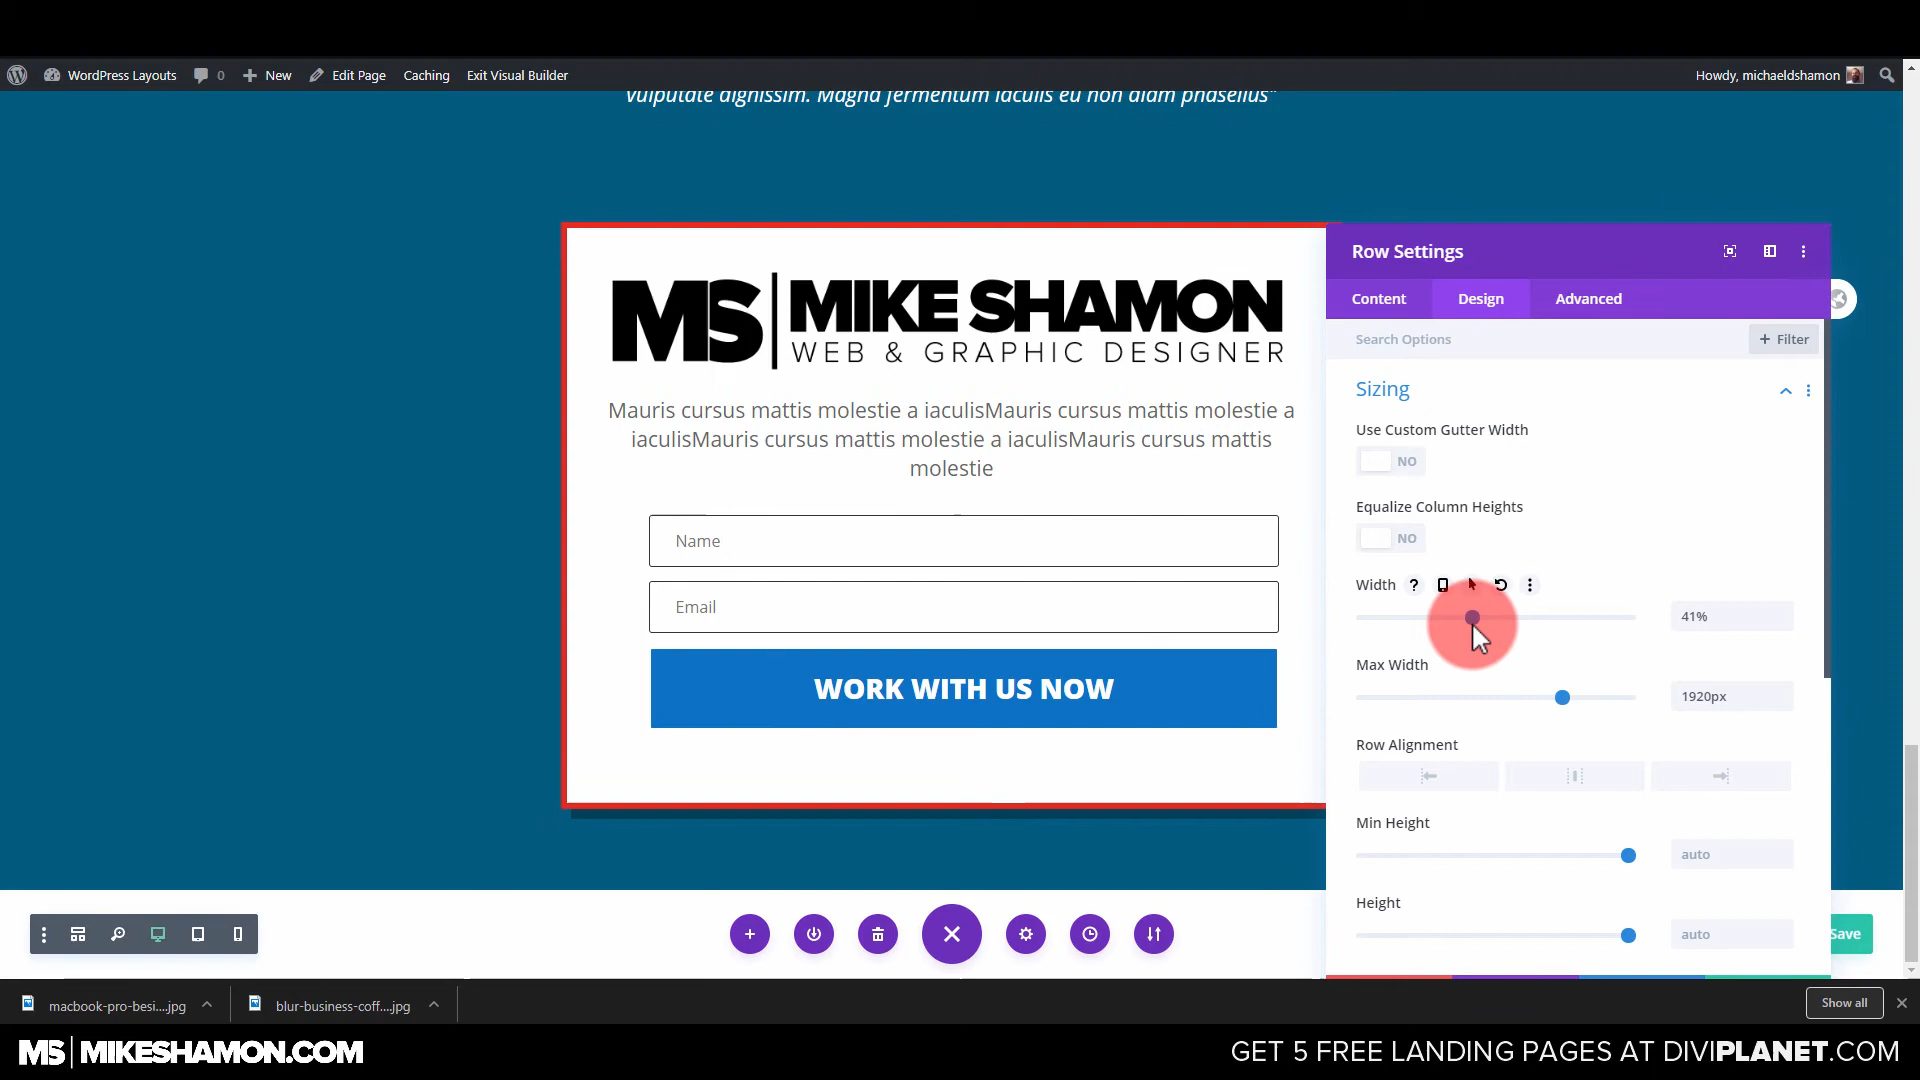 WordPress Layouts 0 New Edit Page Caching Exit Visual Builder Howdy, michaeldshamon
vulputate dignissim. Magna fermentum iaculis eu non diam phasellus"
MS MIKE SHAMON
WEB & GRAPHIC DESIGNER
Mauris cursus mattis molestie a iaculisMauris cursus mattis molestie a
iaculisMauris cursus mattis molestie a iaculisMauris cursus mattis
molestie
Name
Email
WORK WITH US NOW
Row Settings
Content Design Advanced
Search Options + Filter
Sizing
Use Custom Gutter Width
NO
Equalize Column Heights
NO
Width ?
41%
Max Width
1920px
Row Alignment
Min Height
auto
Height
auto
Save
macbook-pro-besi....jpg blur-business-coff....jpg Show all
MS MIKESHAMON.COM GET 5 FREE LANDING PAGES AT DIVIPLANET.COM